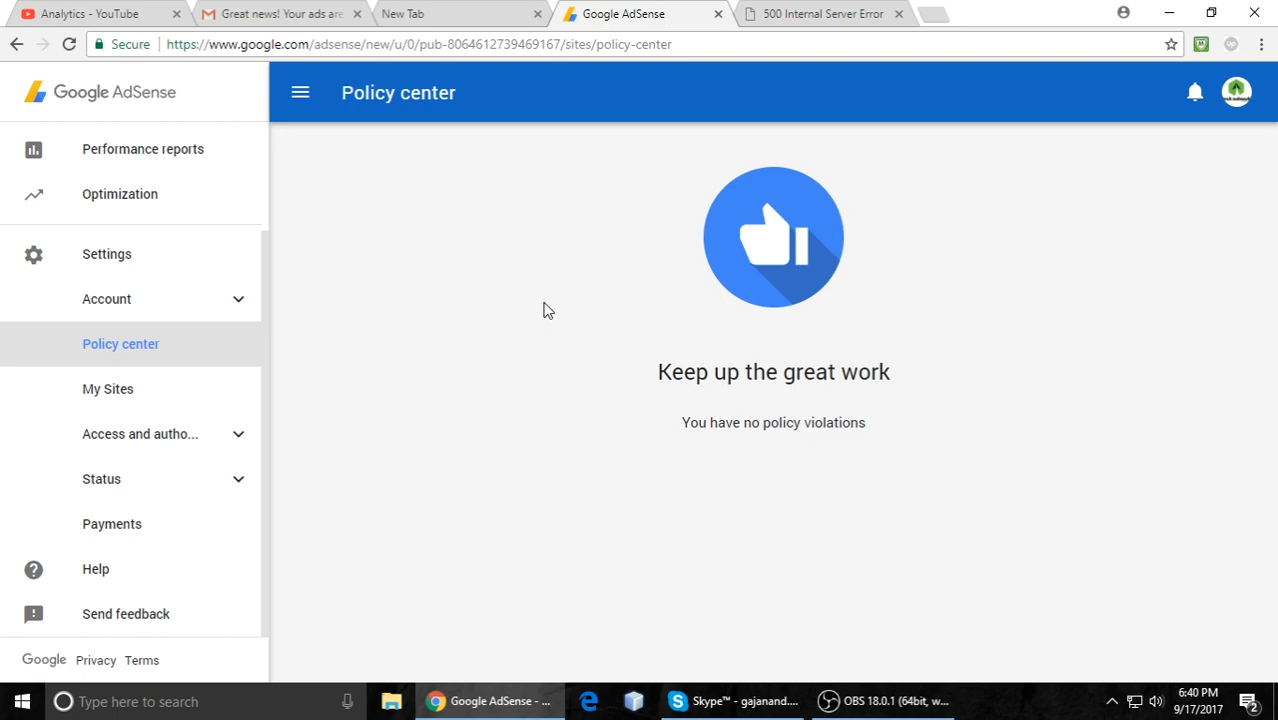 Analytics - YouTube
Great news! Your ads are
New Tab
Google AdSense
500 Internal Server Error
Secure
https://www.google.com/adsense/new/u/0/pub-8064612739469167/sites/policy-center
Google AdSense
Policy center
Performance reports
Optimization
Settings
Account
Policy center
My Sites
Access and autho...
Status
Payments
Help
Send feedback
Google Privacy Terms
Keep up the great work
You have no policy violations
Type here to search
Google AdSense - ...
Skype™ - gajanand....
OBS 18.0.1 (64bit, w...
6:40 PM
9/17/2017
2